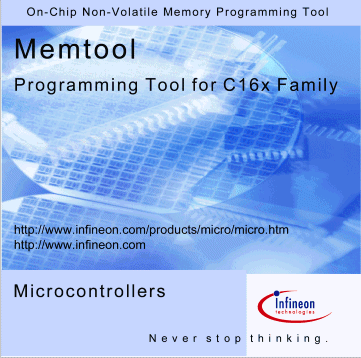 On-Chip Non-Volatile Memory Programming Tool
Memtool
Programming Tool for C16x Family
http://www.infineon.com/products/micro/micro.htm
http://www.infineon.com
Microcontrollers
Infineon
technologies
Never stop thinking.